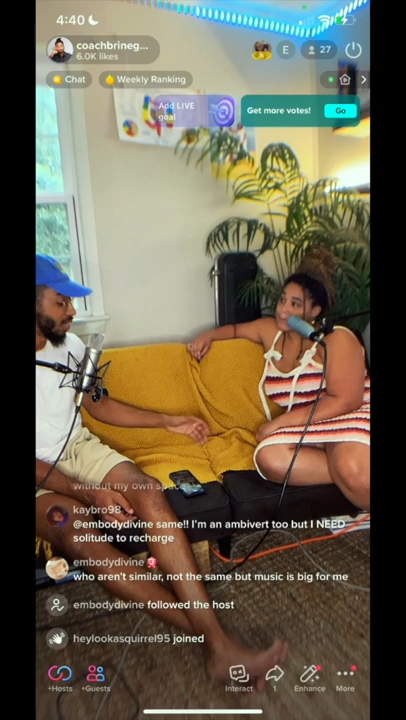 4:40
coachbrineg...
6.0K likes
E
27
Chat
Weekly Ranking
Add LIVE
goal
Get more votes!
Go
without my own space
kaybro98
@embodydivine same!! I'm an ambivert too but I NEED
solitude to recharge
embodydivine
who aren't similar, not the same but music is big for me
embodydivine followed the host
heylookasquirrel95 joined
+Hosts
+Guests
Interact
1
Enhance
More